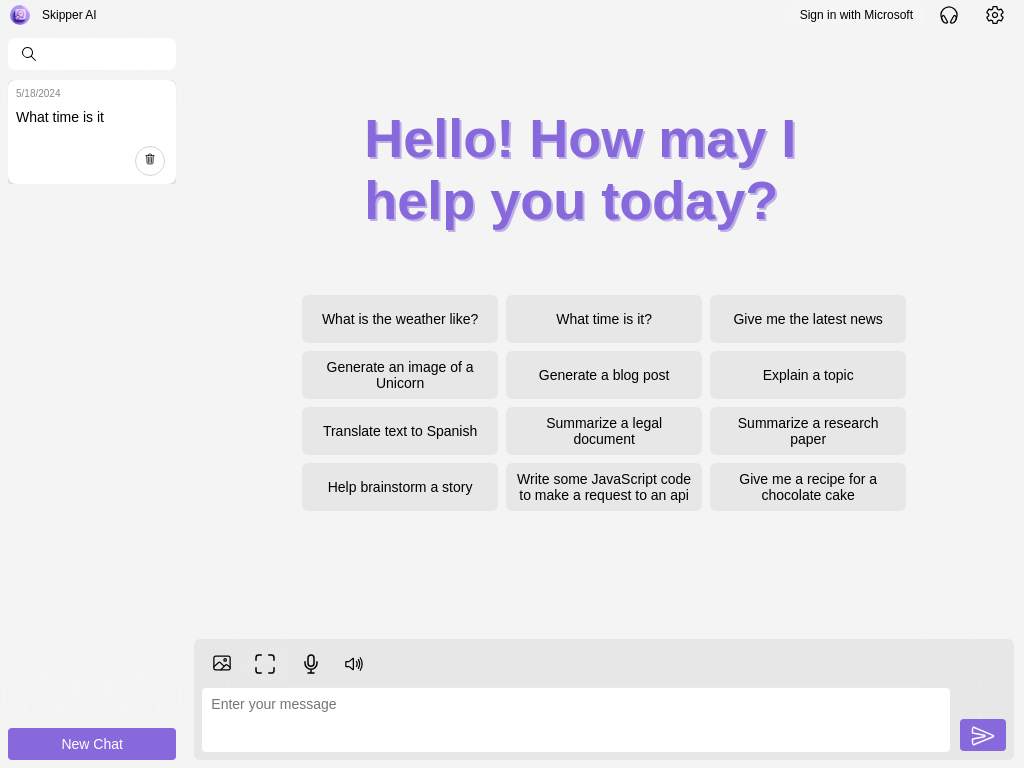 Skipper AI
Sign in with Microsoft
5/18/2024
What time is it
Hello! How may I
help you today?
What is the weather like?
What time is it?
Give me the latest news
Generate an image of a
Unicorn
Generate a blog post
Explain a topic
Translate text to Spanish
Summarize a legal
document
Summarize a research
paper
Help brainstorm a story
Write some JavaScript code
to make a request to an api
Give me a recipe for a
chocolate cake
Enter your message
New Chat